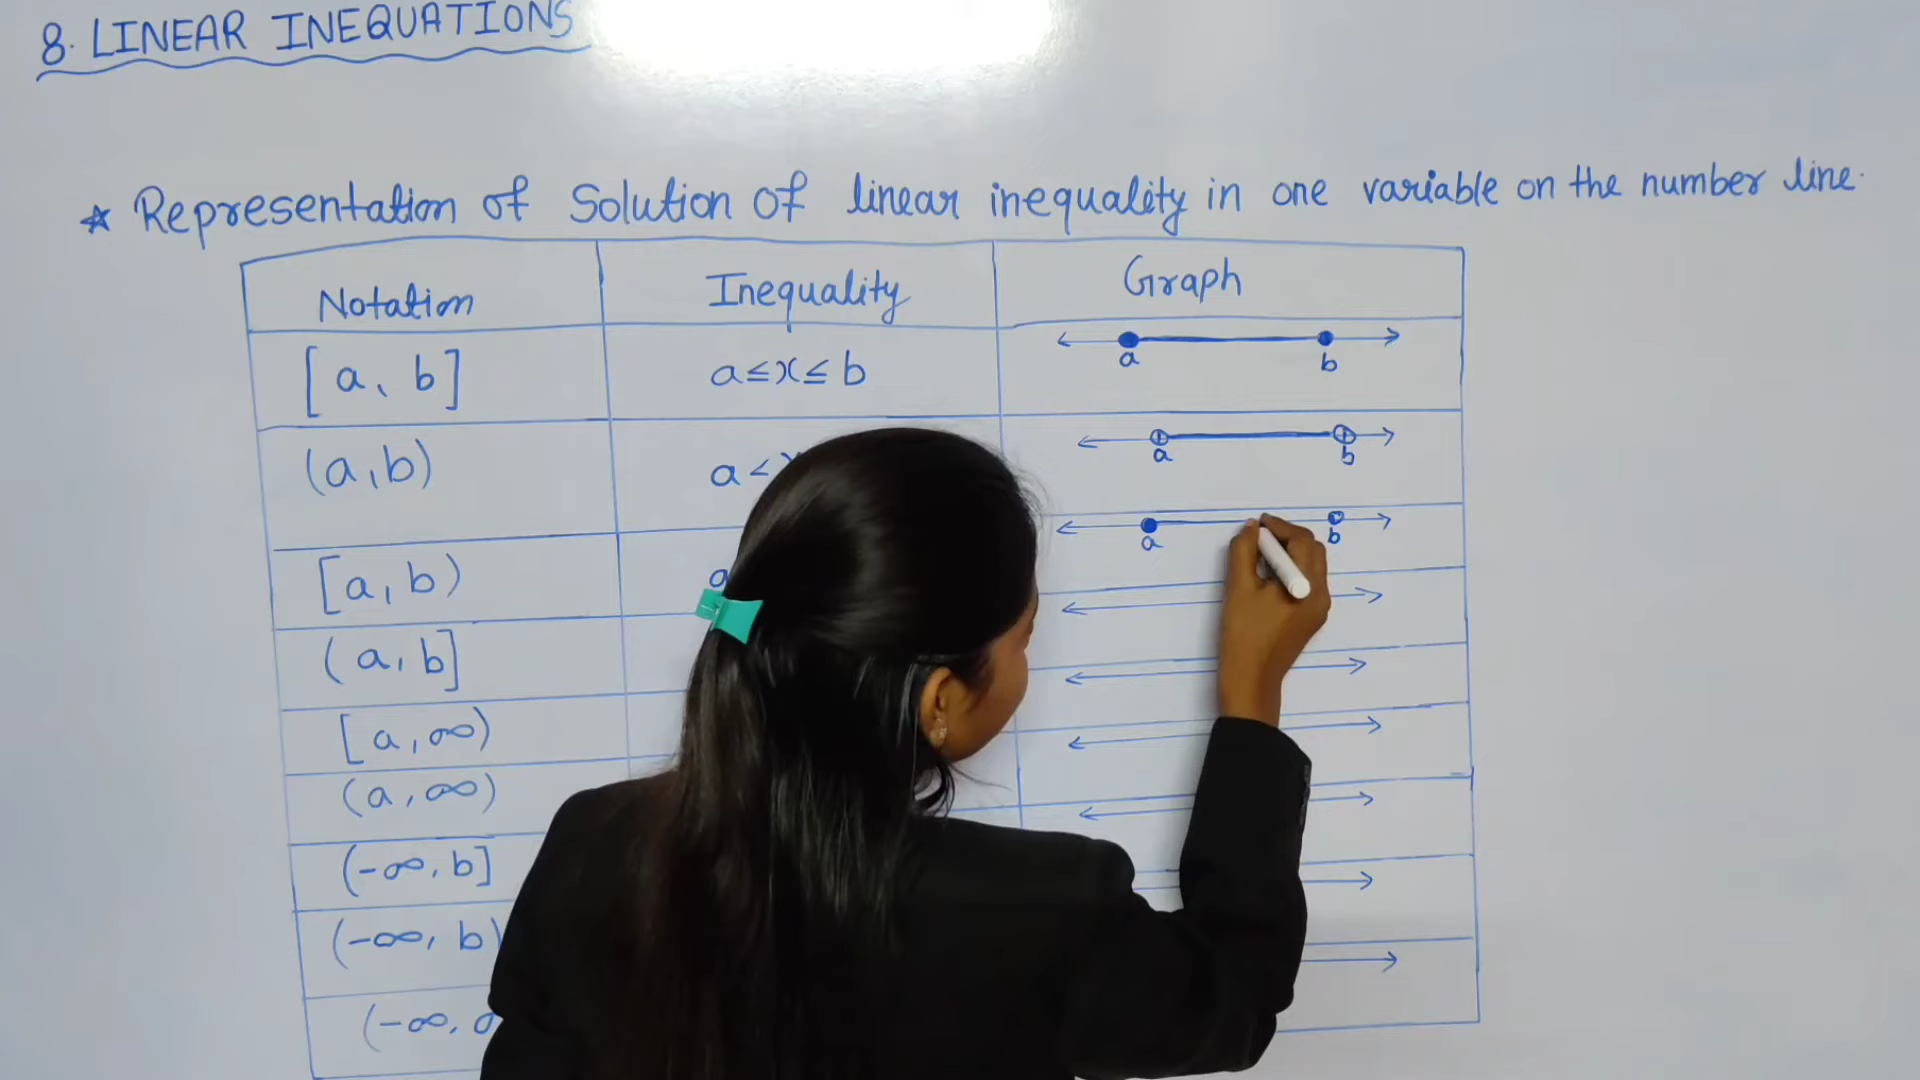 8. LINEAR INEQUATIONS
* Representation of Solution of linear inequality in one variable on the number line.
Notation Inequality Graph
[a, b] a≤x≤b a b
(a,b) a< a b
[a,b) a a b
(a,b]
[a,∞)
(a,∞)
(-∞,b]
(-∞, b)
(-∞,